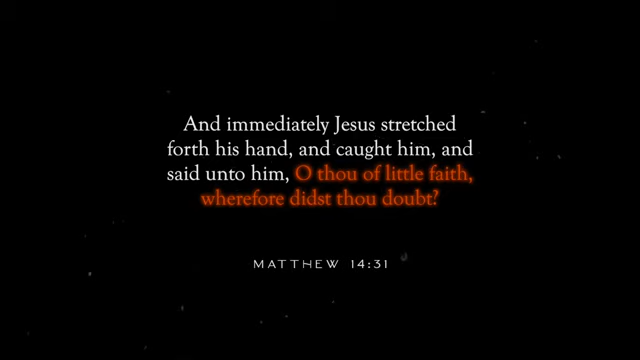 And immediately Jesus stretched
forth his hand, and caught him, and
said unto him, O thou of little faith,
wherefore didst thou doubt?
MATTHEW 14:31